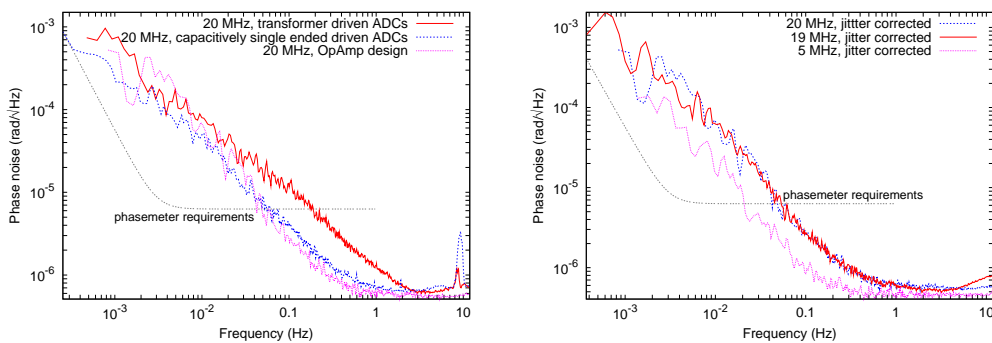 10⁻³
10⁻⁴
10⁻⁵
10⁻⁶
Phase noise (rad/√Hz)
20 MHz, transformer driven ADCs
20 MHz, capacitively single ended driven ADCs
20 MHz, OpAmp design
phasemeter requirements
10⁻³
10⁻²
10⁻¹
1
10
Frequency (Hz)
10⁻³
10⁻⁴
10⁻⁵
10⁻⁶
Phase noise (rad/√Hz)
20 MHz, jittter corrected
19 MHz, jitter corrected
5 MHz, jitter corrected
phasemeter requirements
10⁻³
10⁻²
10⁻¹
1
10
Frequency (Hz)